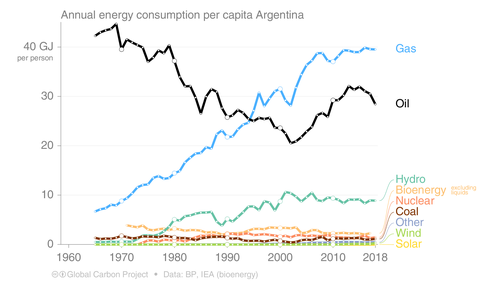 Annual energy consumption per capita Argentina
40 GJ
per person
30
20
10
0
Gas
Oil
Hydro
Bioenergy excluding liquids
Nuclear
Coal
Other
Wind
Solar
1960 1970 1980 1990 2000 2010 2018
Global Carbon Project • Data: BP, IEA (bioenergy)